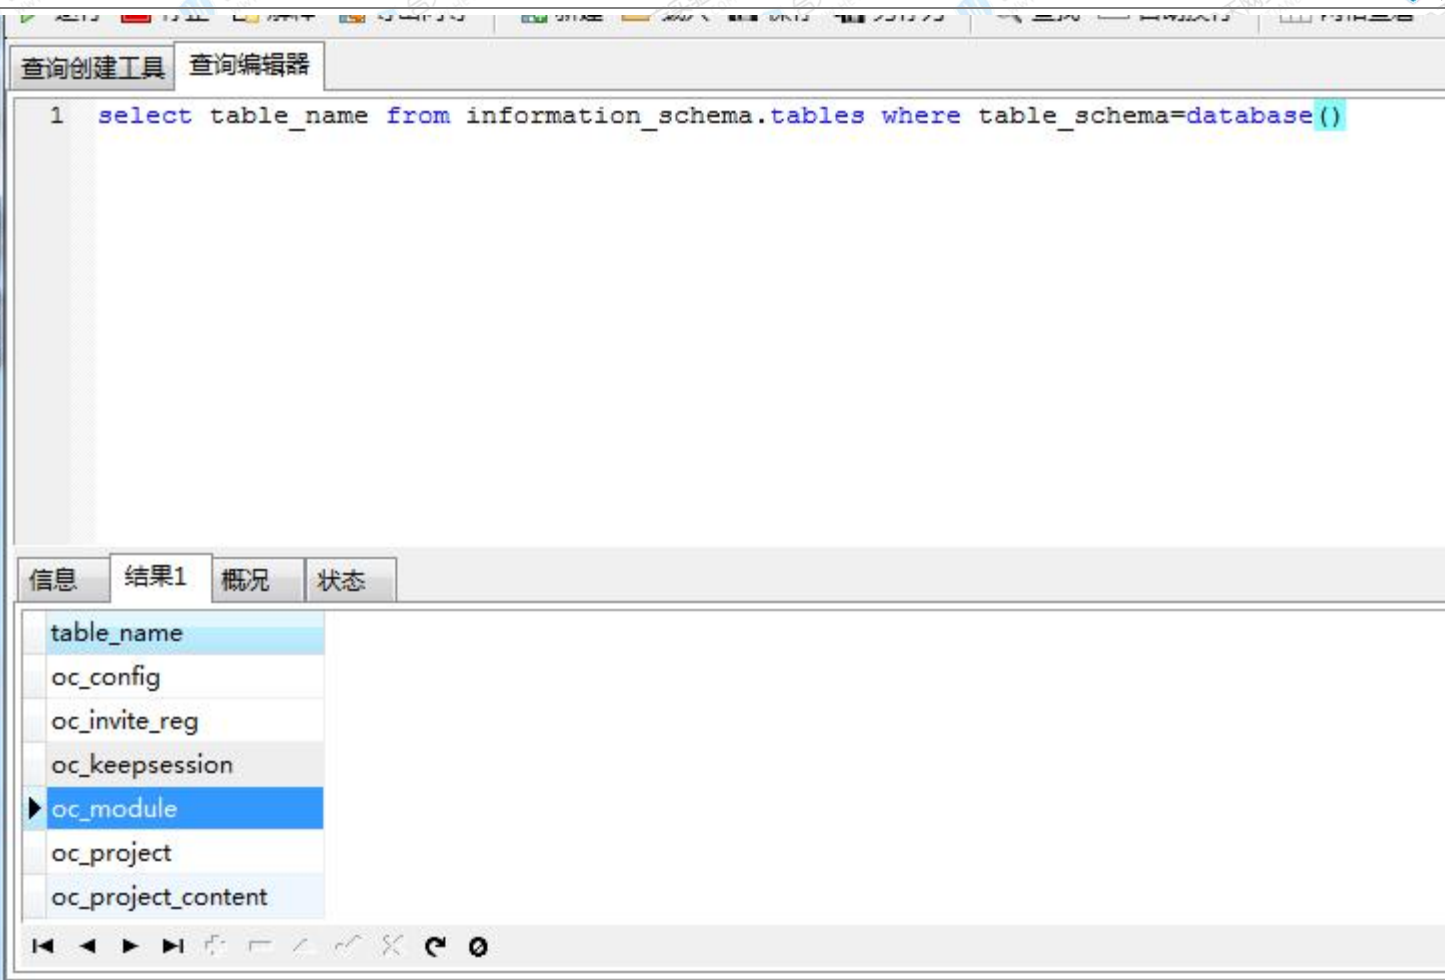 查询创建工具 查询编辑器
1 select table_name from information_schema.tables where table_schema=database()
信息 结果1 概况 状态
table_name
oc_config
oc_invite_reg
oc_keepsession
oc_module
oc_project
oc_project_content